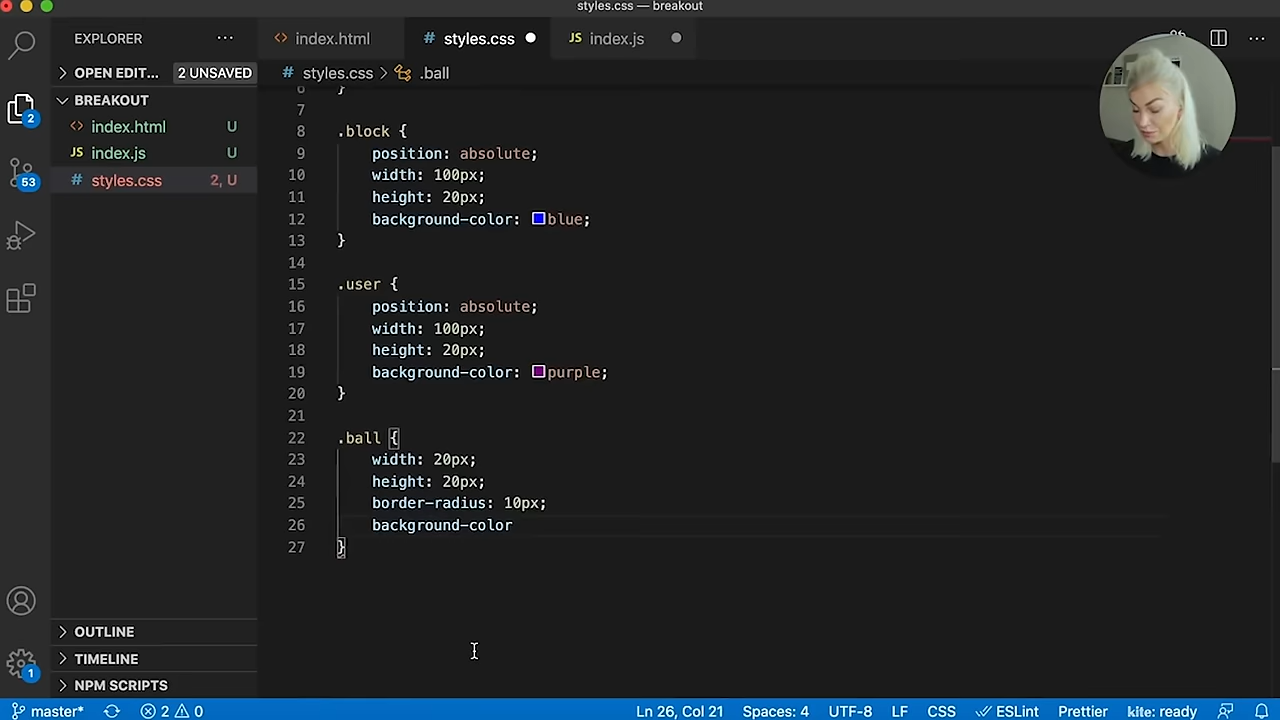 styles.css — breakout
EXPLORER ···
index.html
# styles.css
JS index.js
···
OPEN EDIT... 2 UNSAVED
# styles.css > .ball
BREAKOUT
index.html U
JS index.js U
# styles.css 2, U
2
53
1
6 }
7
8 .block {
9 position: absolute;
10 width: 100px;
11 height: 20px;
12 background-color: blue;
13 }
14
15 .user {
16 position: absolute;
17 width: 100px;
18 height: 20px;
19 background-color: purple;
20 }
21
22 .ball {
23 width: 20px;
24 height: 20px;
25 border-radius: 10px;
26 background-color
27 }
OUTLINE
TIMELINE
NPM SCRIPTS
master* 2 0 Ln 26, Col 21 Spaces: 4 UTF-8 LF CSS ESLint Prettier kite: ready